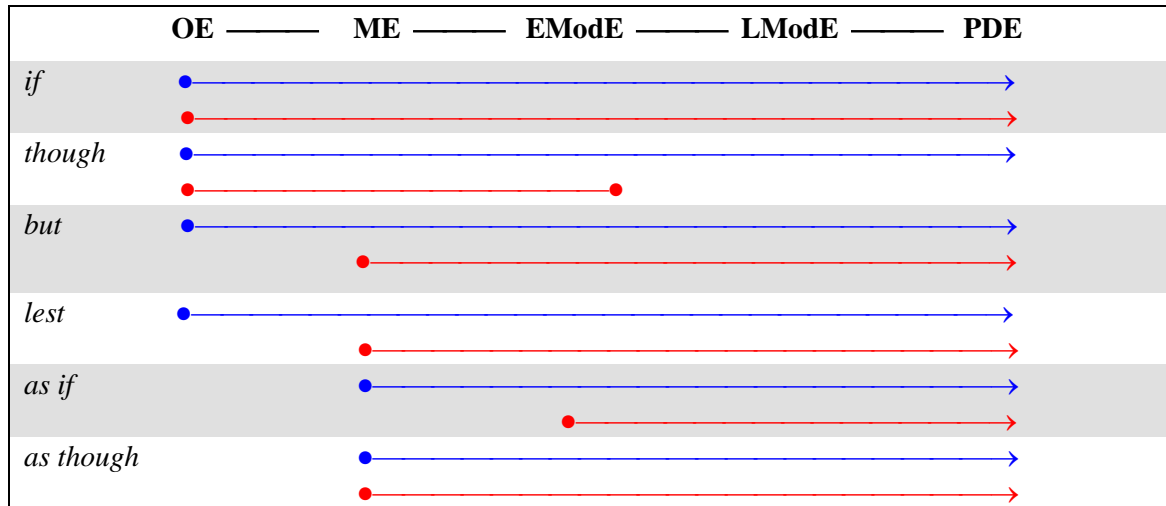 OE ─── ME ─── EModE ─── LModE ─── PDE
if
though
but
lest
as if
as though